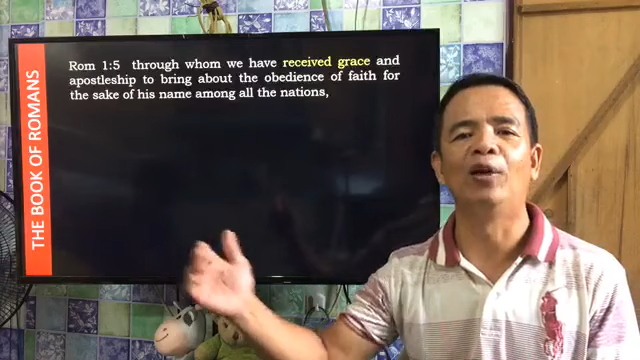 THE BOOK OF ROMANS
Rom 1:5 through whom we have received grace and
apostleship to bring about the obedience of faith for
the sake of his name among all the nations,